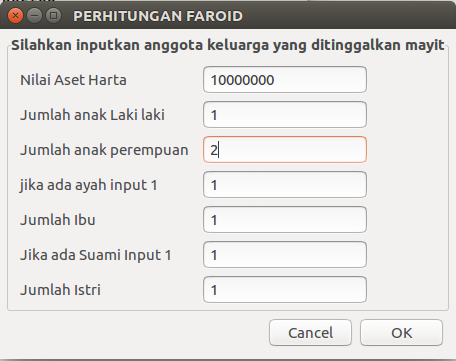 PERHITUNGAN FAROID
Silahkan inputkan anggota keluarga yang ditinggalkan mayit
Nilai Aset Harta 10000000
Jumlah anak Laki laki 1
Jumlah anak perempuan 2
jika ada ayah input 1 1
Jumlah Ibu 1
Jika ada Suami Input 1 1
Jumlah Istri 1
Cancel OK